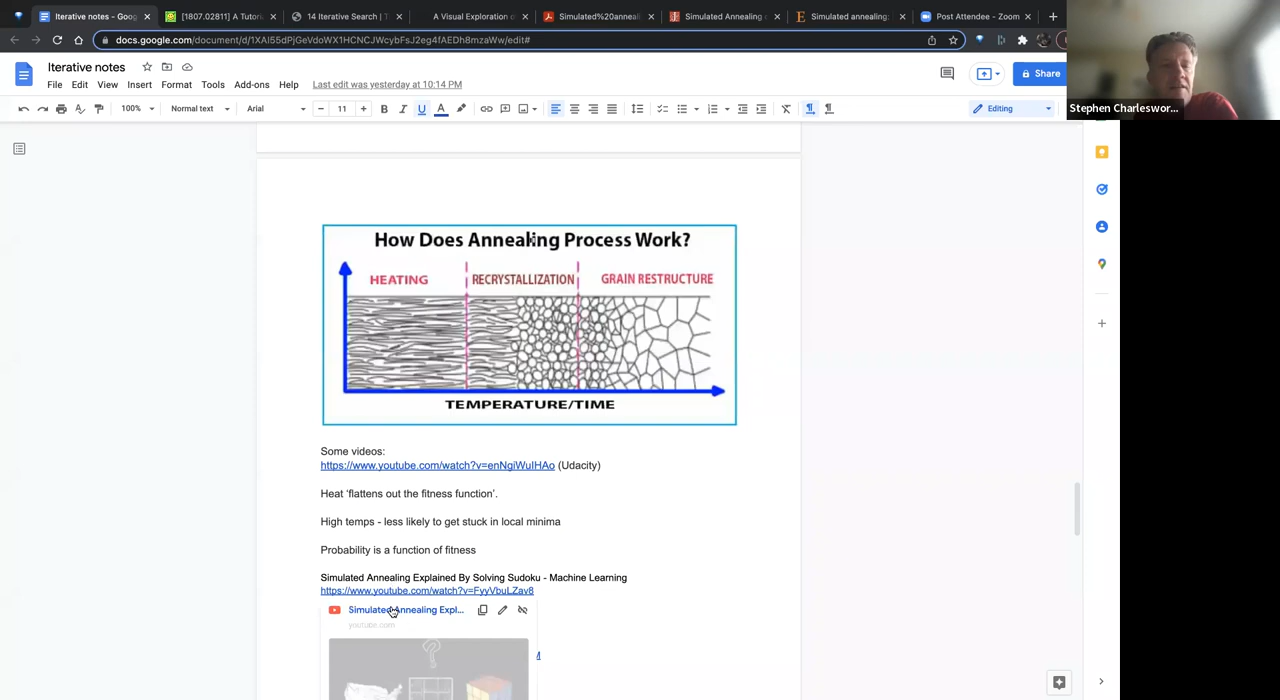 Iterative notes - Goog
[1807.02811] A Tutori
14 Iterative Search | T
A Visual Exploration o
Simulated%20anneal
Simulated Annealing
Simulated annealing:
Post Attendee - Zoom
docs.google.com/document/d/1XAl55dPjGeVdoWX1HCNCJWcybFsJ2eg4fAEDh8mzaWw/edit#
Iterative notes
File Edit View Insert Format Tools Add-ons Help Last edit was yesterday at 10:14 PM
Share
100% Normal text Arial 11 Editing
Stephen Charleswor...
How Does Annealing Process Work?
HEATING RECRYSTALLIZATION GRAIN RESTRUCTURE
TEMPERATURE/TIME
Some videos:
https://www.youtube.com/watch?v=enNgiWuIHAo (Udacity)
Heat ‘flattens out the fitness function’.
High temps - less likely to get stuck in local minima
Probability is a function of fitness
Simulated Annealing Explained By Solving Sudoku - Machine Learning
https://www.youtube.com/watch?v=FyyVbuLZav8
Simulated Annealing Expl...
youtube.com